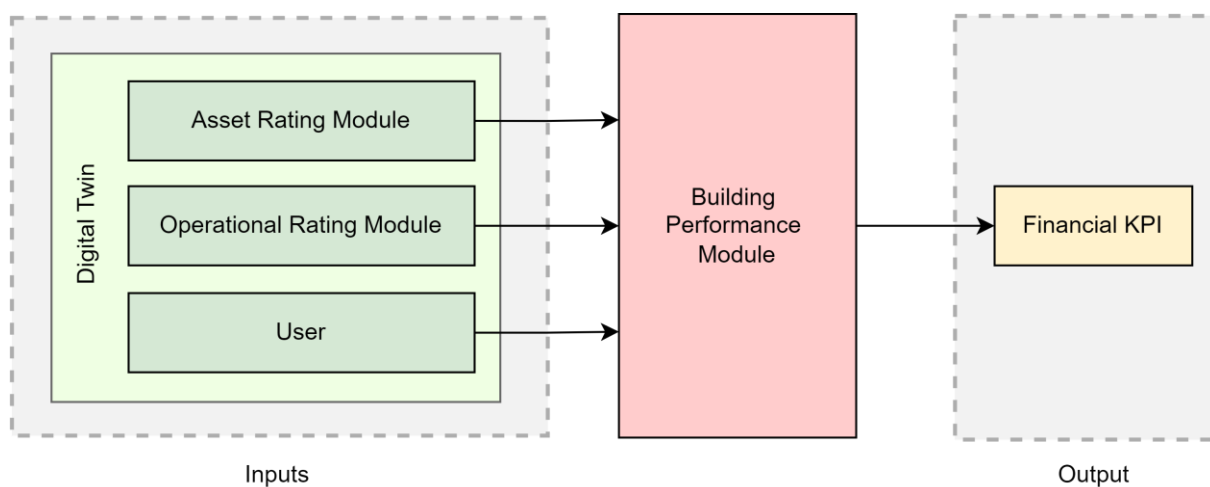 Digital Twin
Asset Rating Module
Operational Rating Module
User
Building
Performance
Module
Financial KPI
Inputs
Output